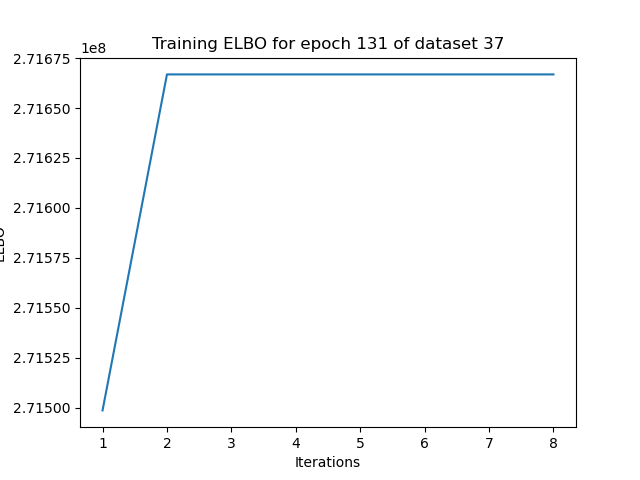 Training ELBO for epoch 131 of dataset 37
1e8
2.71675
2.71650
2.71625
2.71600
2.71575
2.71550
2.71525
2.71500
ELBO
1 2 3 4 5 6 7 8
Iterations